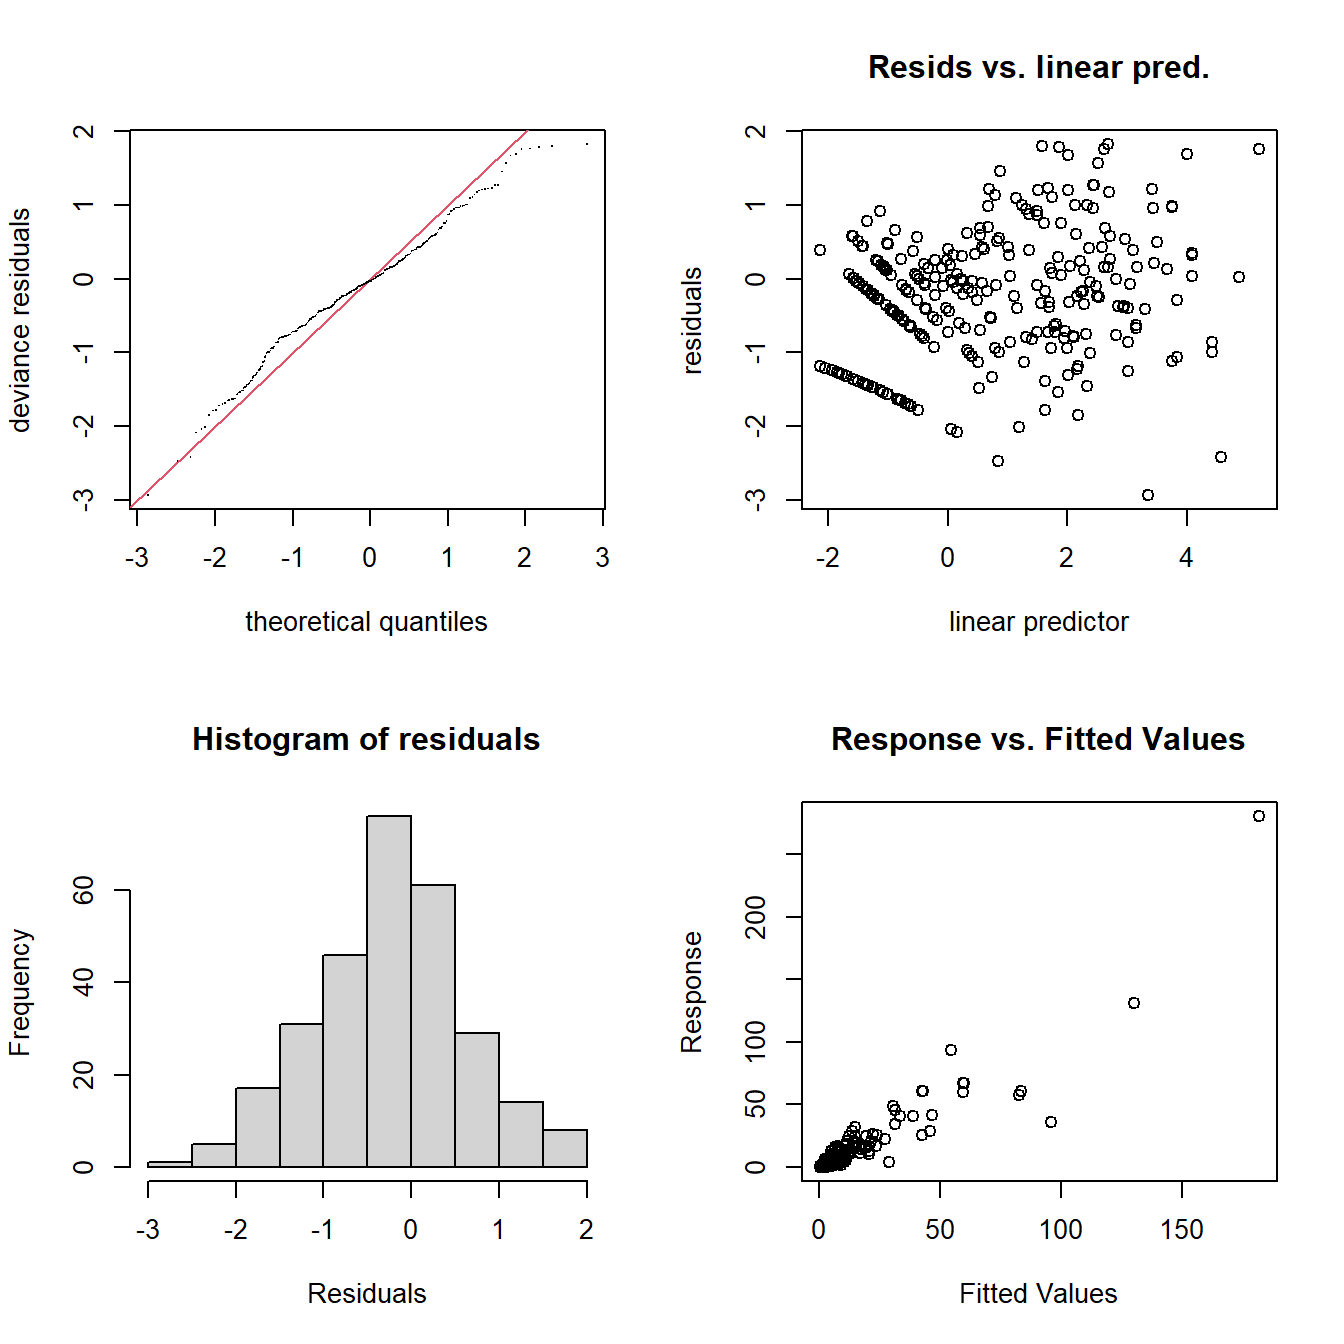 deviance residuals
2
1
0
-1
-2
-3
-3 -2 -1 0 1 2 3
theoretical quantiles
Resids vs. linear pred.
residuals
2
1
0
-1
-2
-3
-2 0 2 4
linear predictor
Histogram of residuals
Frequency
60
40
20
0
-3 -2 -1 0 1 2
Residuals
Response vs. Fitted Values
Response
200
100
50
0
0 50 100 150
Fitted Values